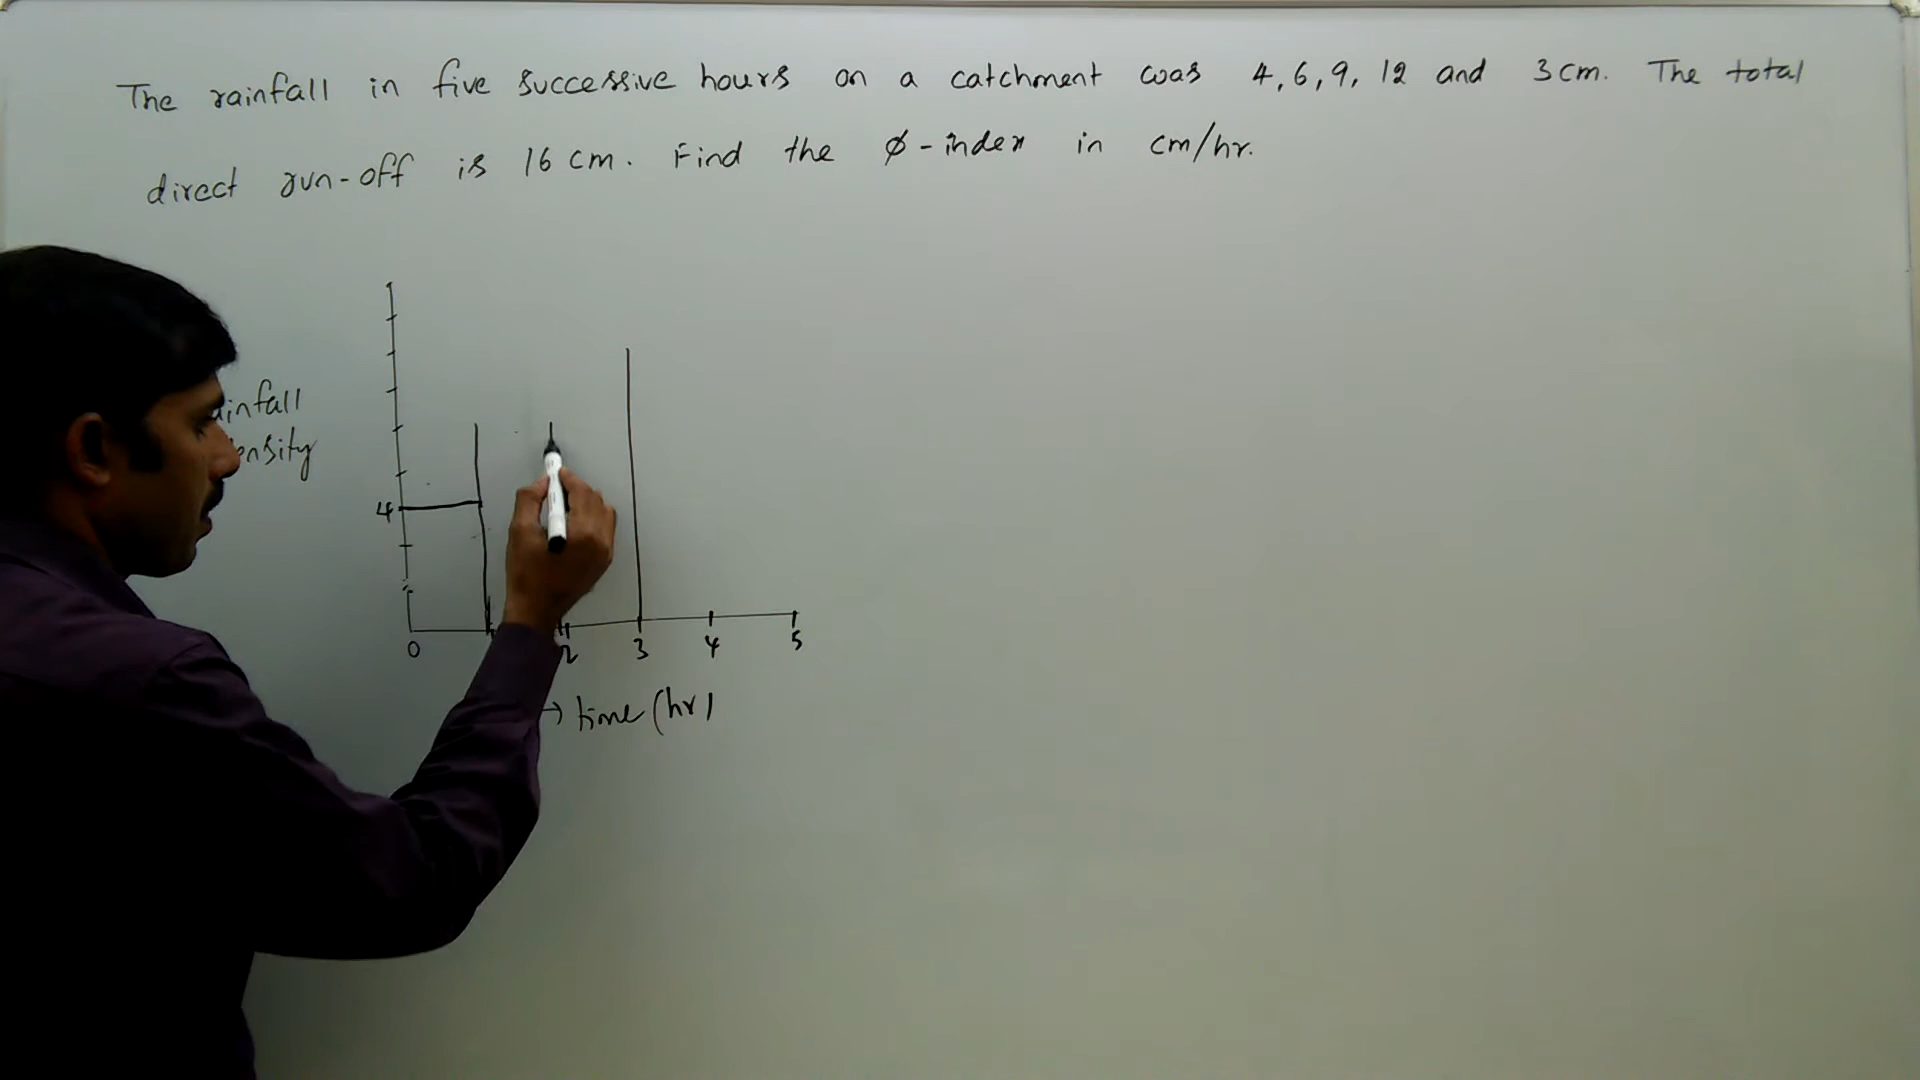 The rainfall in five successive hours on a catchment was 4, 6, 9, 12 and 3 cm. The total
direct run-off is 16 cm. Find the ϕ-index in cm/hr.
4
0 2 3 4 5
→ time (hr)